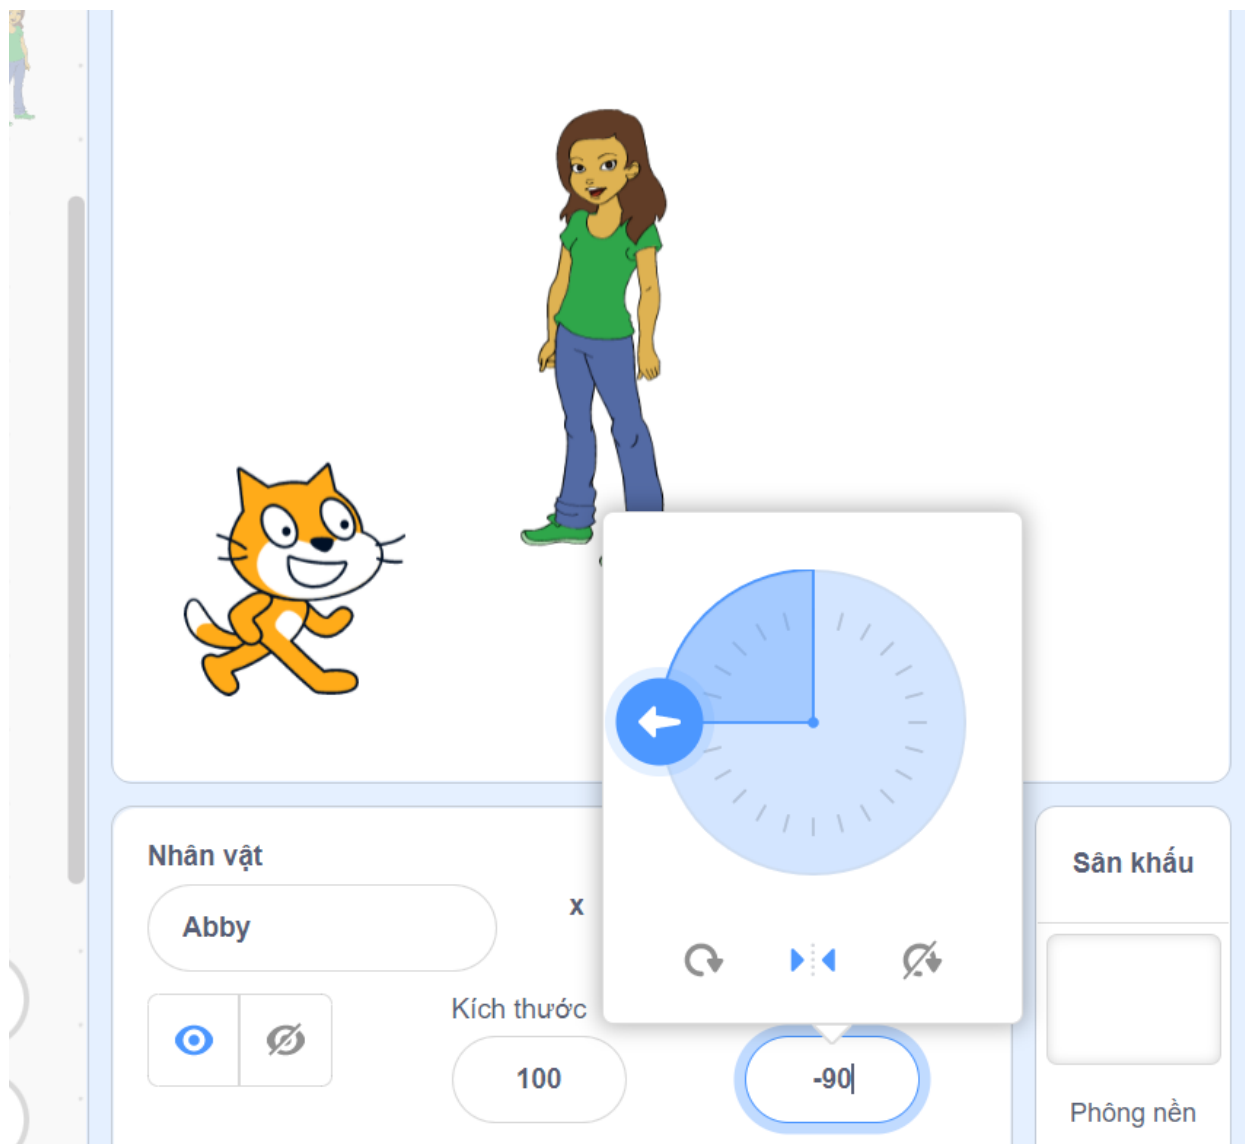 Nhân vật
Abby
x
Kích thước
100
-90
Sân khấu
Phông nền